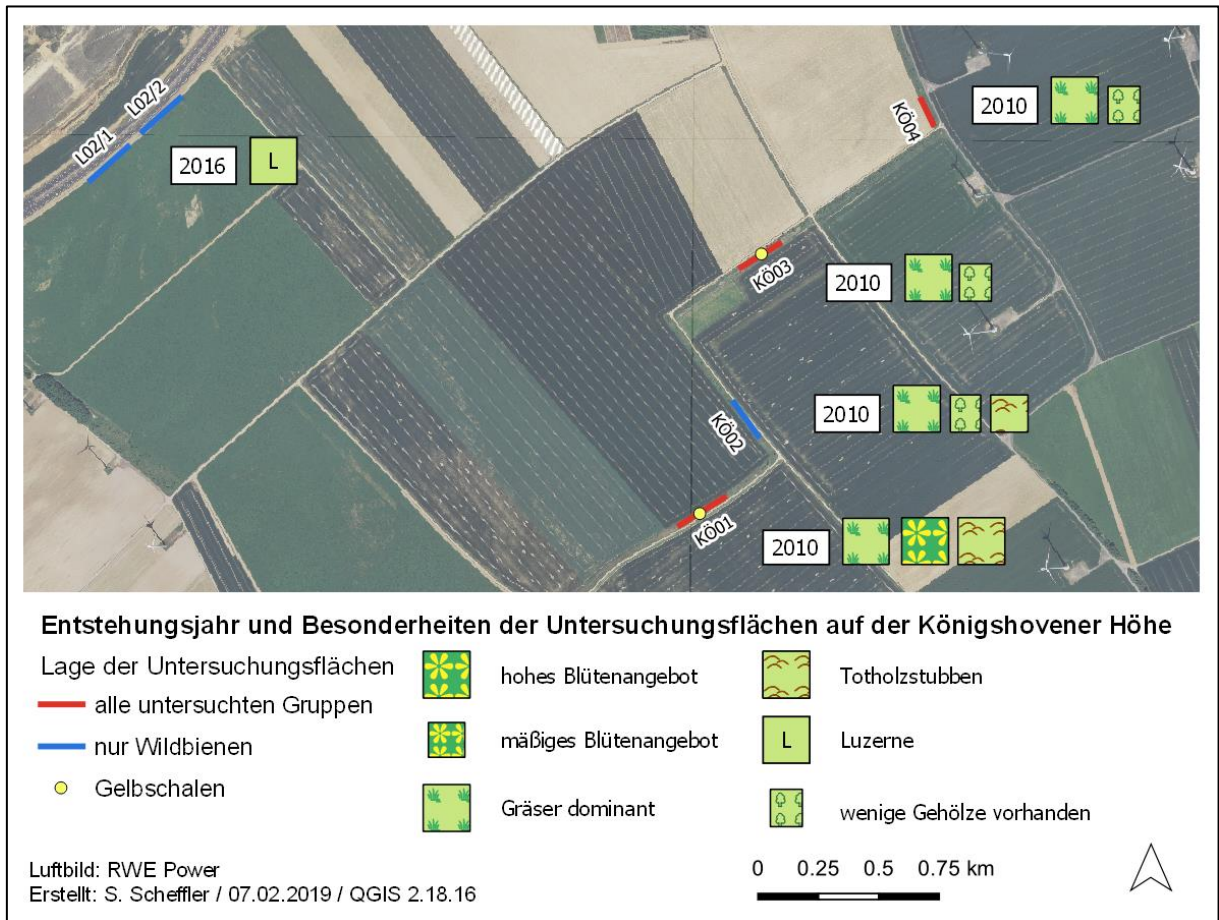 L02/1
L02/2
2016
L
KÖ04
2010
KÖ03
2010
KÖ02
2010
KÖ01
2010
Entstehungsjahr und Besonderheiten der Untersuchungsflächen auf der Königshovener Höhe
Lage der Untersuchungsflächen
alle untersuchten Gruppen
nur Wildbienen
Gelbschalen
hohes Blütenangebot
mäßiges Blütenangebot
Gräser dominant
Totholzstubben
L
Luzerne
wenige Gehölze vorhanden
Luftbild: RWE Power
Erstellt: S. Scheffler / 07.02.2019 / QGIS 2.18.16
0 0.25 0.5 0.75 km